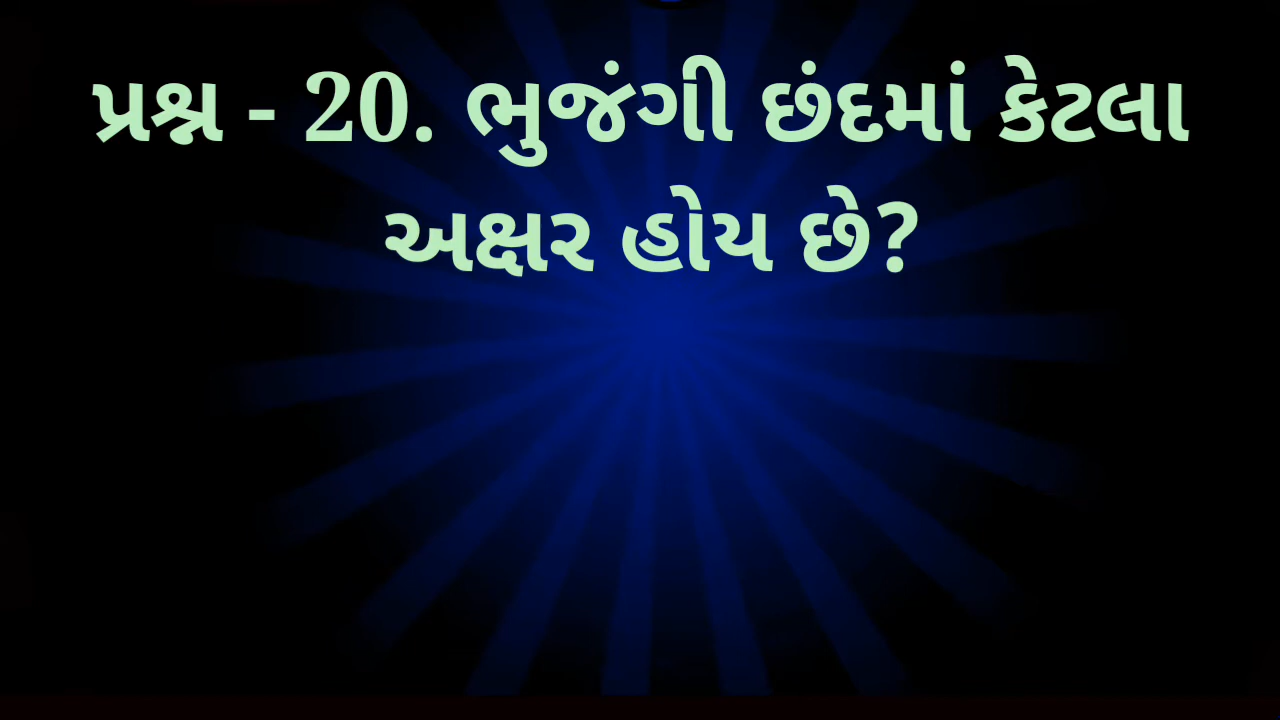 પ્રશ્ન - 20. ભુજંગી છંદમાં કેટલા
અક્ષર હોય છે?